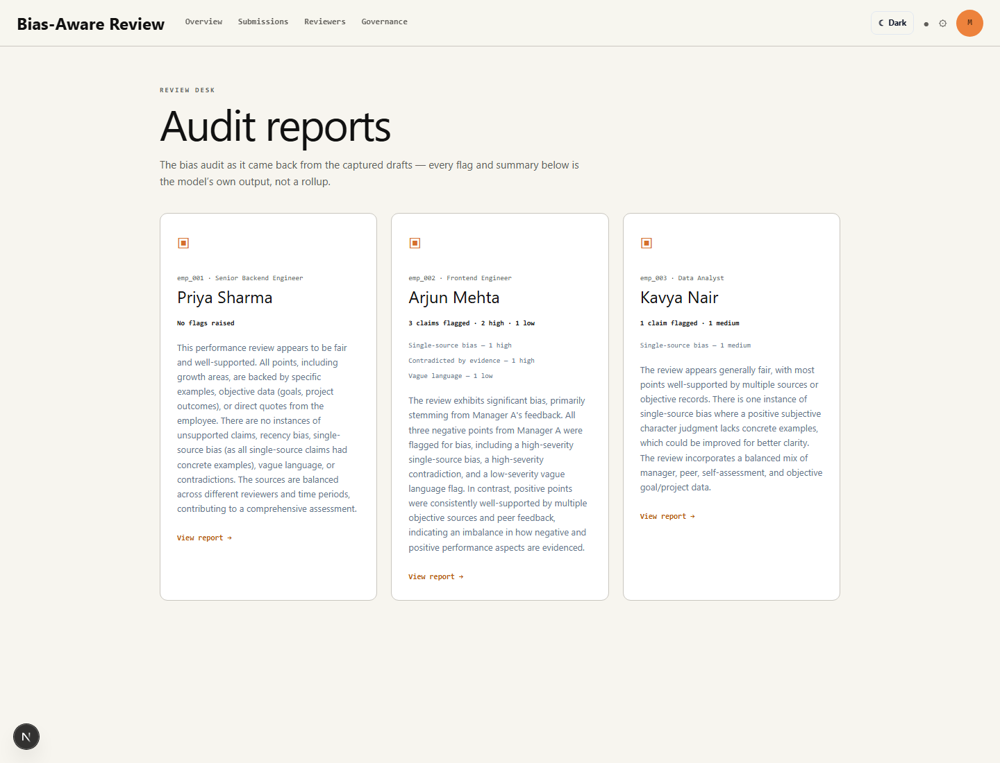 Bias-Aware Review
Overview
Submissions
Reviewers
Governance
Dark
M
REVIEW DESK
Audit reports
The bias audit as it came back from the captured drafts — every flag and summary below is
the model’s own output, not a rollup.
emp_001 · Senior Backend Engineer
Priya Sharma
No flags raised
This performance review appears to be fair
and well-supported. All points, including
growth areas, are backed by specific
examples, objective data (goals, project
outcomes), or direct quotes from the
employee. There are no instances of
unsupported claims, recency bias, single-
source bias (as all single-source claims had
concrete examples), vague language, or
contradictions. The sources are balanced
across different reviewers and time periods,
contributing to a comprehensive assessment.
View report →
emp_002 · Frontend Engineer
Arjun Mehta
3 claims flagged · 2 high · 1 low
Single-source bias — 1 high
Contradicted by evidence — 1 high
Vague language — 1 low
The review exhibits significant bias, primarily
stemming from Manager A's feedback. All
three negative points from Manager A were
flagged for bias, including a high-severity
single-source bias, a high-severity
contradiction, and a low-severity vague
language flag. In contrast, positive points
were consistently well-supported by multiple
objective sources and peer feedback,
indicating an imbalance in how negative and
positive performance aspects are evidenced.
View report →
emp_003 · Data Analyst
Kavya Nair
1 claim flagged · 1 medium
Single-source bias — 1 medium
The review appears generally fair, with most
points well-supported by multiple sources or
objective records. There is one instance of
single-source bias where a positive subjective
character judgment lacks concrete examples,
which could be improved for better clarity.
The review incorporates a balanced mix of
manager, peer, self-assessment, and objective
goal/project data.
View report →
N